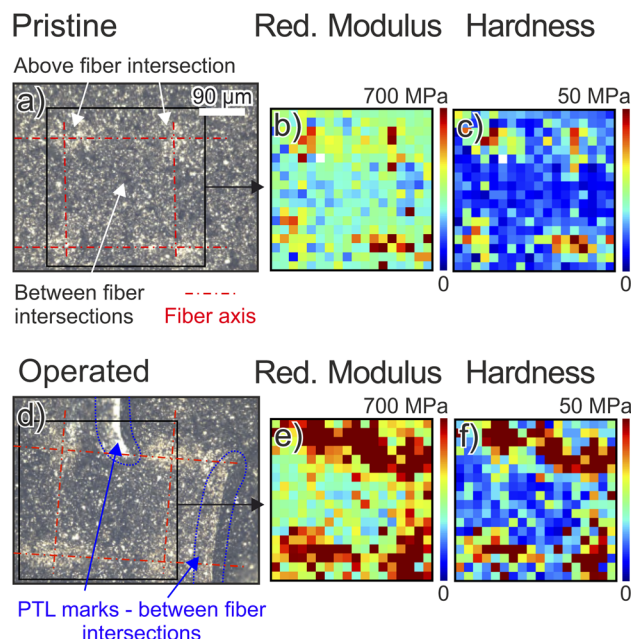 Pristine
Red. Modulus
Hardness
Above fiber intersection
a)
90 µm
700 MPa
b)
0
50 MPa
c)
0
Between fiber
intersections
Fiber axis
Operated
Red. Modulus
Hardness
d)
700 MPa
e)
0
50 MPa
f)
0
PTL marks - between fiber
intersections